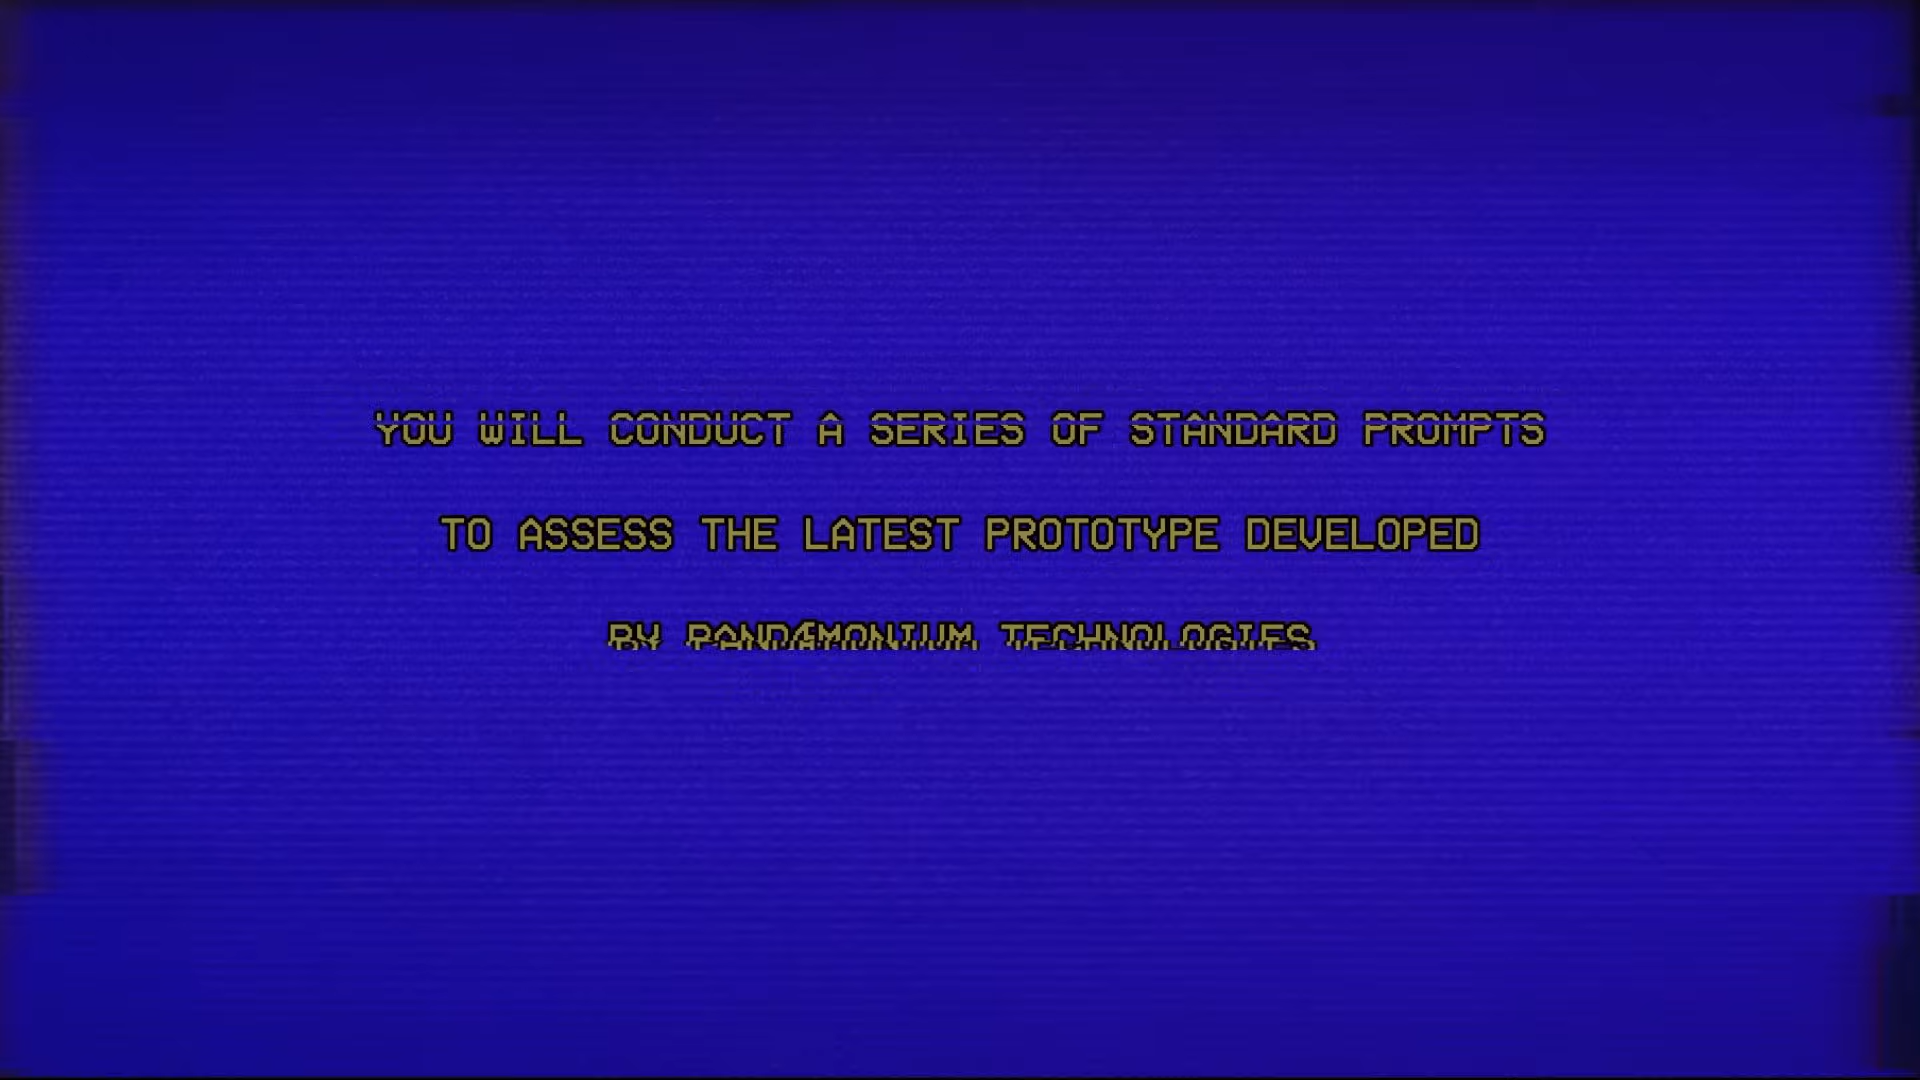 YOU WILL CONDUCT A SERIES OF STANDARD PROMPTS
TO ASSESS THE LATEST PROTOTYPE DEVELOPED
BY PANDÆMONIUM TECHNOLOGIES